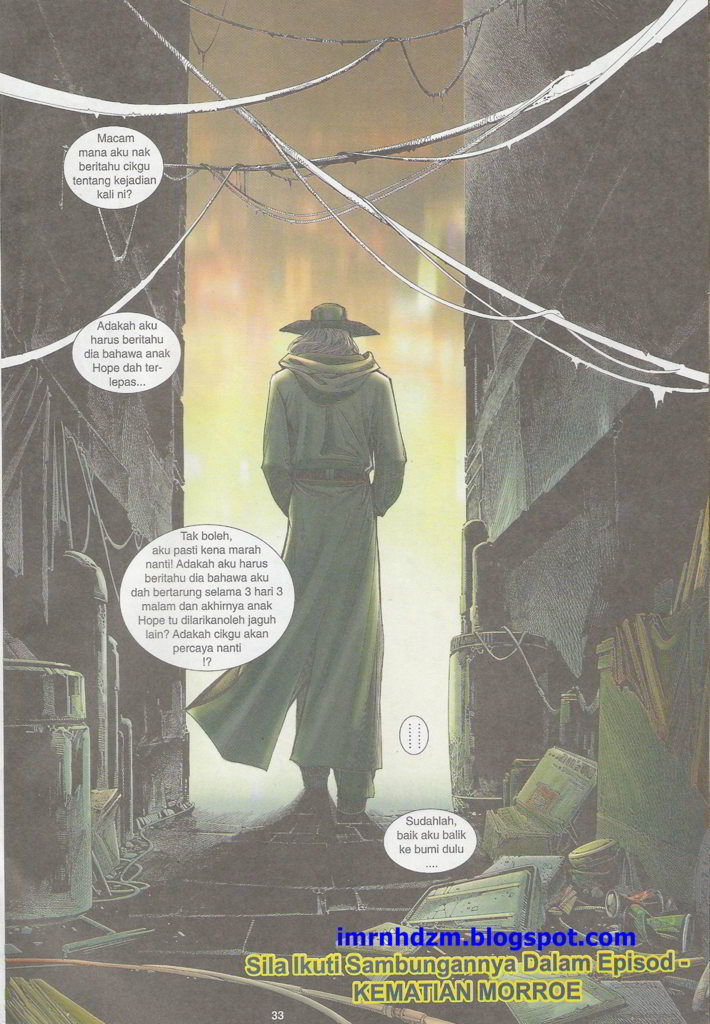 Macam
mana aku nak
beritahu cikgu
tentang kejadian
kali ni?
Adakah aku
harus beritahu
dia bahawa anak
Hope dah ter-
lepas...
Tak boleh,
aku pasti kena marah
nanti! Adakah aku harus
beritahu dia bahawa aku
dah bertarung selama 3 hari 3
malam dan akhirnya anak
Hope tu dilarikanoleh jaguh
lain? Adakah cikgu akan
percaya nanti
!?
Sudahlah,
baik aku balik
ke bumi dulu
....
imrnhdzm.blogspot.com
Sila Ikuti Sambungannya Dalam Episod -
KEMATIAN MORROE
33